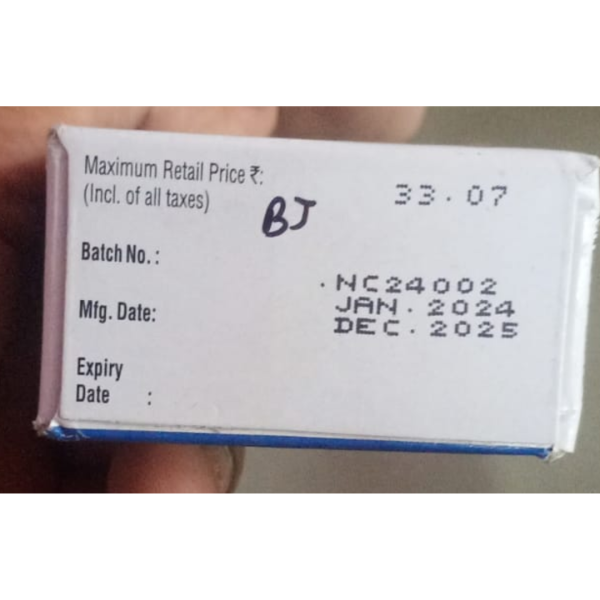 Maximum Retail Price ₹: 33.07
(Incl. of all taxes)
BJ
Batch No. :
.NC24002
Mfg. Date: JAN. 2024
DEC. 2025
Expiry
Date :